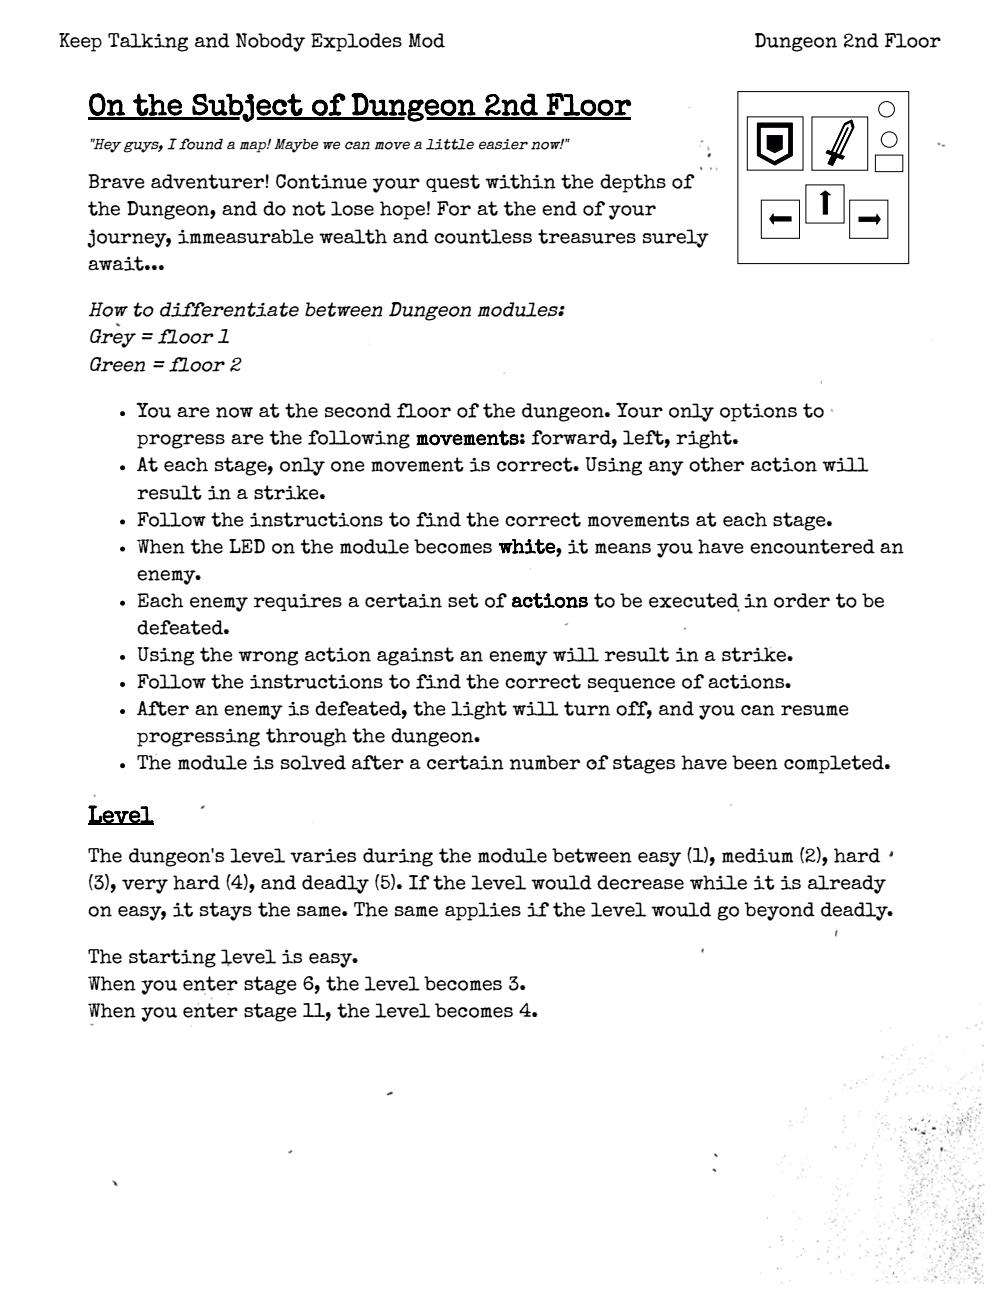 Keep Talking and Nobody Explodes Mod
Dungeon 2nd Floor
On the Subject of Dungeon 2nd Floor
"Hey guys, I found a map! Maybe we can move a little easier now!"
Brave adventurer! Continue your quest within the depths of
the Dungeon, and do not lose hope! For at the end of your
journey, immeasurable wealth and countless treasures surely
await...
How to differentiate between Dungeon modules:
Grey = floor 1
Green = floor 2
• You are now at the second floor of the dungeon. Your only options to
progress are the following movements: forward, left, right.
• At each stage, only one movement is correct. Using any other action will
result in a strike.
• Follow the instructions to find the correct movements at each stage.
• When the LED on the module becomes white, it means you have encountered an
enemy.
• Each enemy requires a certain set of actions to be executed in order to be
defeated.
• Using the wrong action against an enemy will result in a strike.
• Follow the instructions to find the correct sequence of actions.
• After an enemy is defeated, the light will turn off, and you can resume
progressing through the dungeon.
• The module is solved after a certain number of stages have been completed.
Level
The dungeon's level varies during the module between easy (1), medium (2), hard
(3), very hard (4), and deadly (5). If the level would decrease while it is already
on easy, it stays the same. The same applies if the level would go beyond deadly.
The starting level is easy.
When you enter stage 6, the level becomes 3.
When you enter stage 11, the level becomes 4.